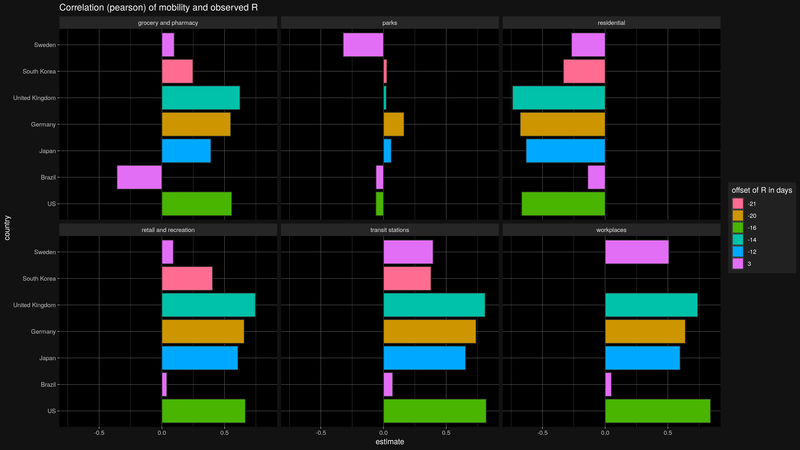 Correlation (pearson) of mobility and observed R
grocery and pharmacy
parks
residential
Sweden
South Korea
United Kingdom
Germany
Japan
Brazil
US
retail and recreation
transit stations
workplaces
Sweden
South Korea
United Kingdom
Germany
Japan
Brazil
US
-0.5 0.0 0.5
-0.5 0.0 0.5
-0.5 0.0 0.5
estimate
country
offset of R in days
-21
-20
-16
-14
-12
3